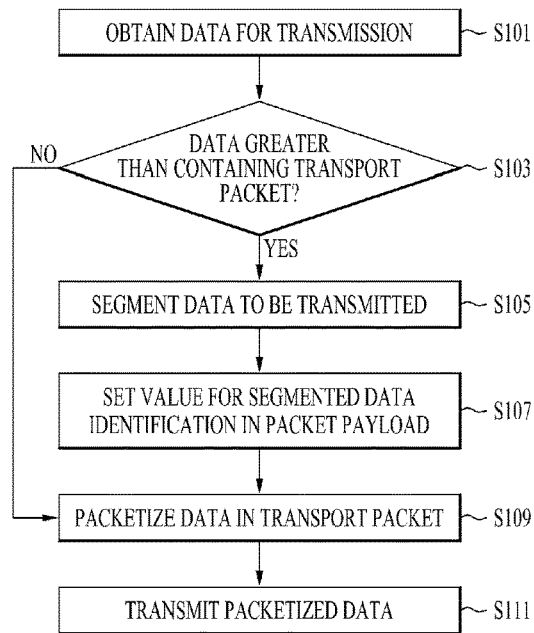 OBTAIN DATA FOR TRANSMISSION
S101
DATA GREATER
THAN CONTAINING TRANSPORT
PACKET?
S103
NO
YES
SEGMENT DATA TO BE TRANSMITTED
S105
SET VALUE FOR SEGMENTED DATA
IDENTIFICATION IN PACKET PAYLOAD
S107
PACKETIZE DATA IN TRANSPORT PACKET
S109
TRANSMIT PACKETIZED DATA
S111